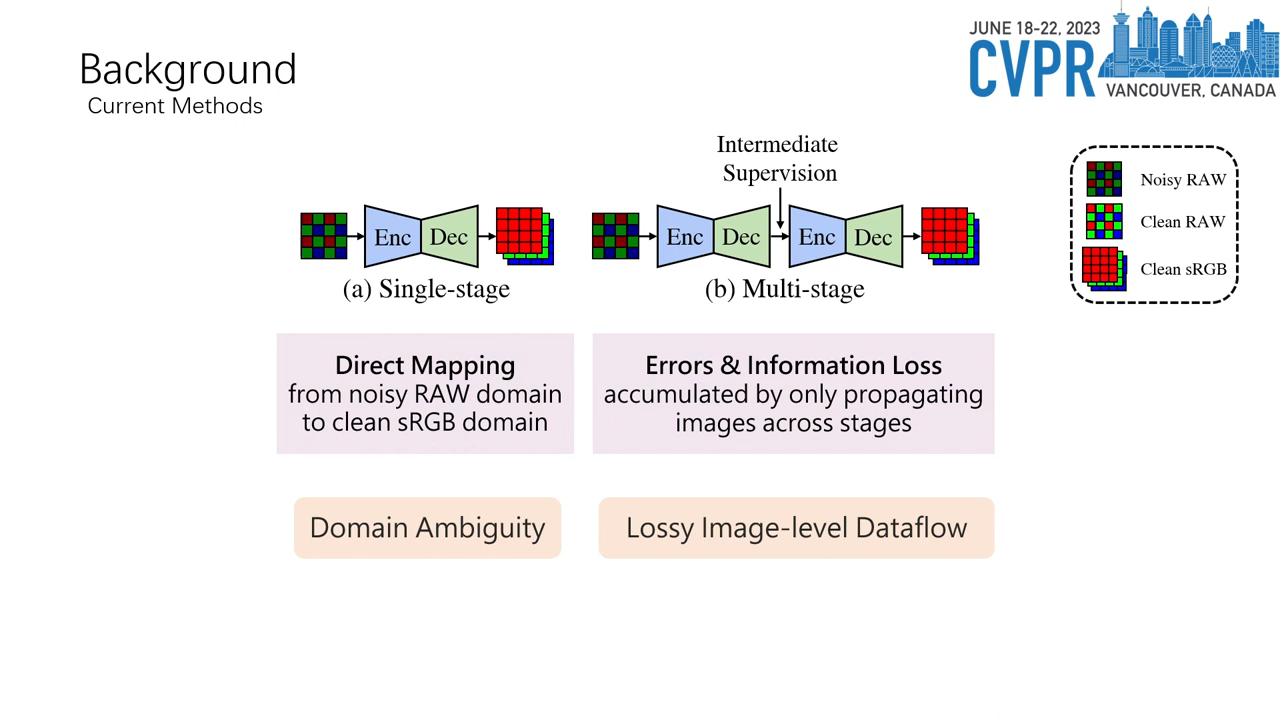 Background
Current Methods
JUNE 18-22, 2023
CVPR
VANCOUVER, CANADA
Intermediate
Supervision
Enc Dec
Enc Dec Enc Dec
(a) Single-stage
(b) Multi-stage
Noisy RAW
Clean RAW
Clean sRGB
Direct Mapping
from noisy RAW domain
to clean sRGB domain
Errors & Information Loss
accumulated by only propagating
images across stages
Domain Ambiguity
Lossy Image-level Dataflow